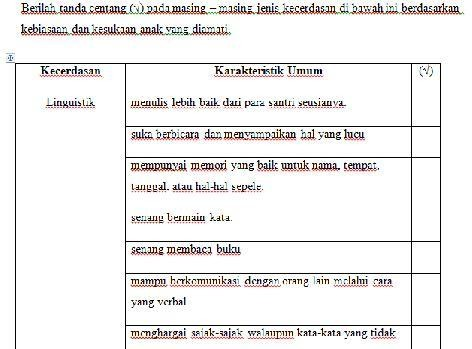 Berilah tanda centang (√) pada masing – masing jenis kecerdasan di bawah ini berdasarkan
kebiasaan dan kesukaan anak yang diamati.
Kecerdasan Karakteristik Umum (√)
Linguistik menulis lebih baik dari para santri seusianya.
suka berbicara dan menyampaikan hal yang lucu
mempunyai memori yang baik untuk nama, tempat,
tanggal, atau hal-hal sepele.
senang bermain kata.
senang membaca buku
mampu berkomunikasi dengan orang lain melalui cara
yang verbal
menghargai sajak-sajak walaupun kata-kata yang tidak